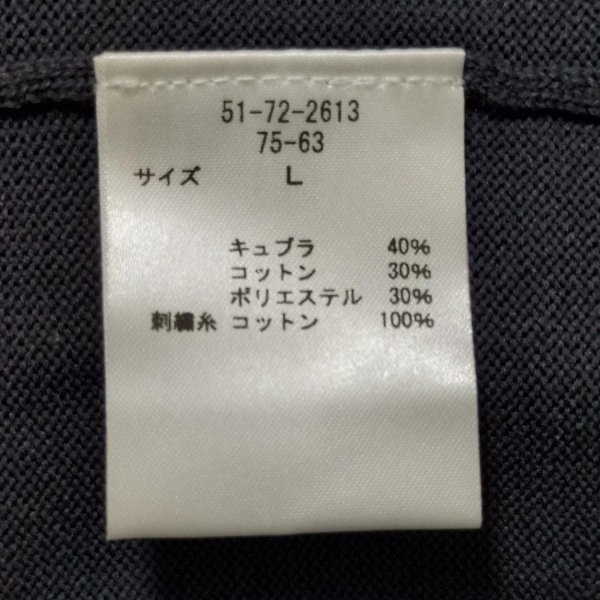 51-72-2613
75-63
サイズ L
キュプラ 40%
コットン 30%
ポリエステル 30%
刺繍糸 コットン 100%